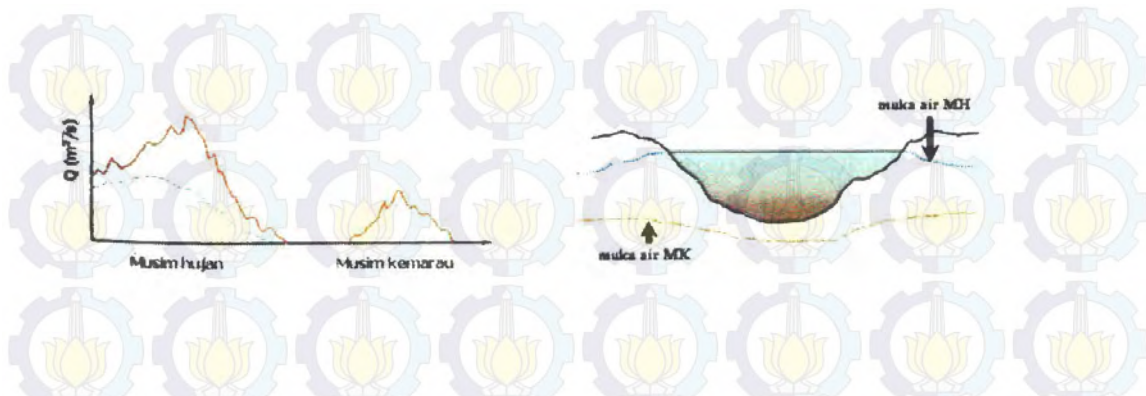 Q (m³/s)
Musim hujan
Musim kemarau
muka air MH
muka air MK